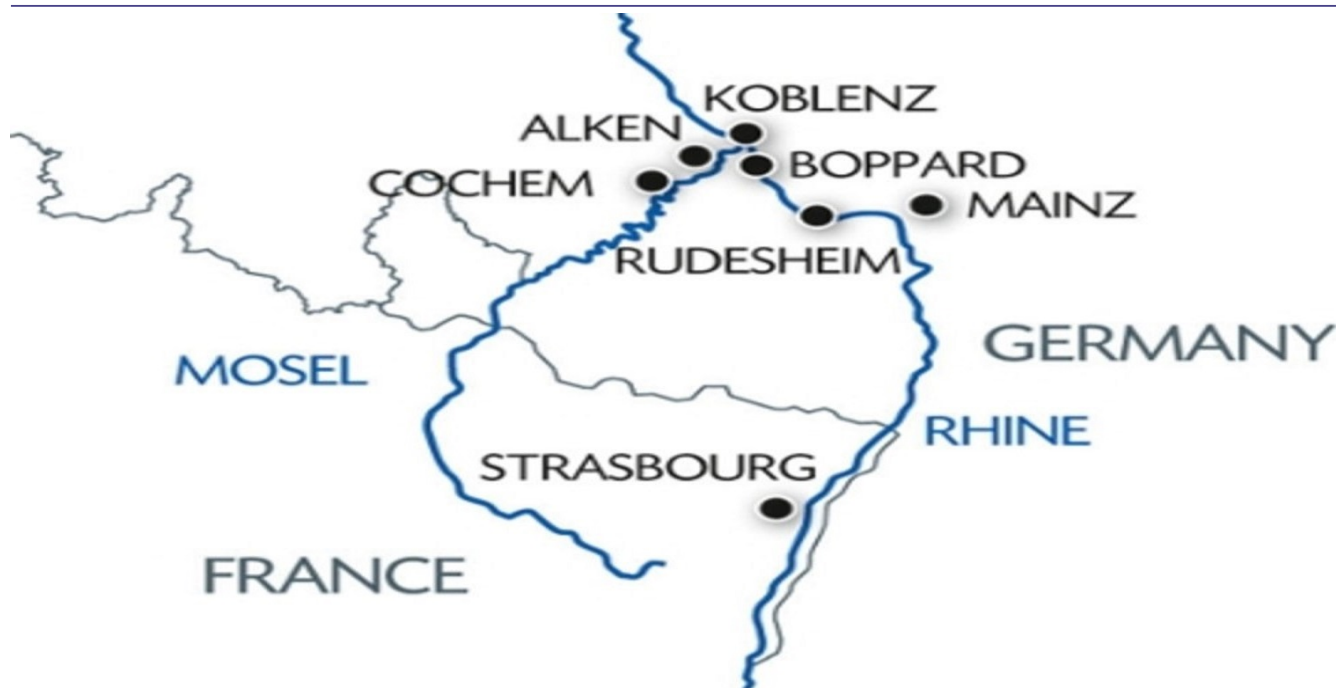 KOBLENZ
ALKEN
BOPPARD
COCHEM
MAINZ
RUDESHEIM
GERMANY
MOSEL
RHINE
STRASBOURG
FRANCE